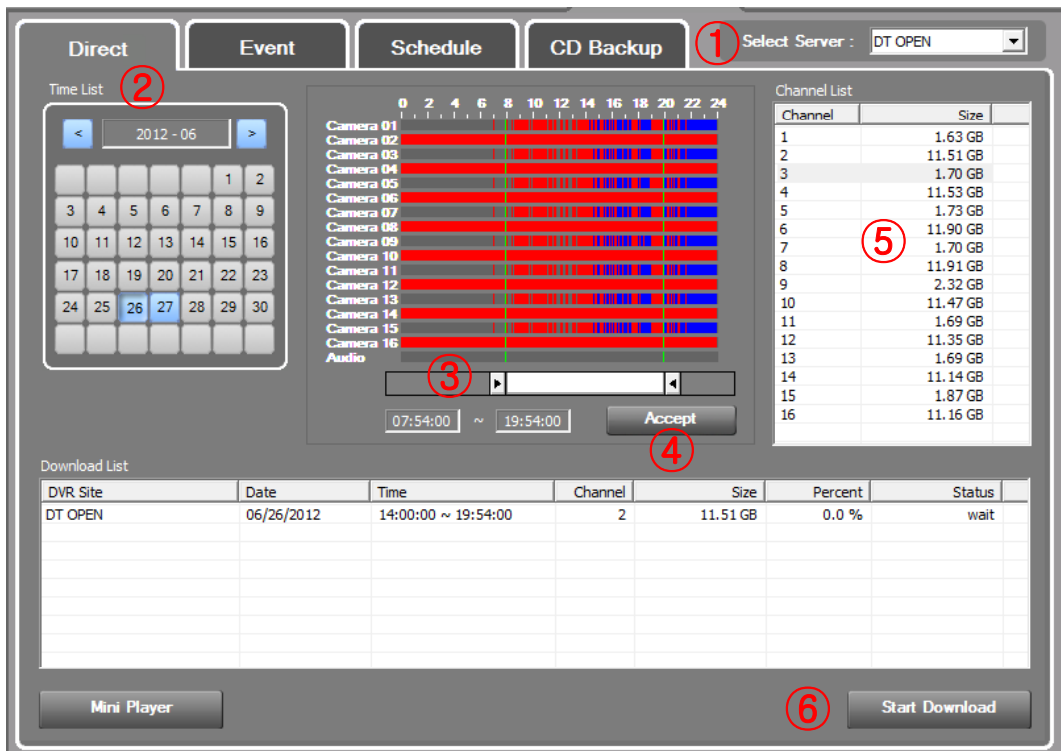 Direct Event Schedule CD Backup ① Select Server : DT OPEN
Time List ②
< 2012 - 06 >
1 2
3 4 5 6 7 8 9
10 11 12 13 14 15 16
17 18 19 20 21 22 23
24 25 26 27 28 29 30
0 2 4 6 8 10 12 14 16 18 20 22 24
Camera 01
Camera 02
Camera 03
Camera 04
Camera 05
Camera 06
Camera 07
Camera 08
Camera 09
Camera 10
Camera 11
Camera 12
Camera 13
Camera 14
Camera 15
Camera 16
Audio
③
07:54:00 ~ 19:54:00 Accept
④
Channel List
Channel Size
1 1.63 GB
2 11.51 GB
3 1.70 GB
4 11.53 GB
5 1.73 GB
6 11.90 GB
7 1.70 GB
8 11.91 GB
9 2.32 GB
10 11.47 GB
11 1.69 GB
12 11.35 GB
13 1.69 GB
14 11.14 GB
15 1.87 GB
16 11.16 GB
⑤
Download List
DVR Site Date Time Channel Size Percent Status
DT OPEN 06/26/2012 14:00:00 ~ 19:54:00 2 11.51 GB 0.0 % wait
Mini Player ⑥ Start Download